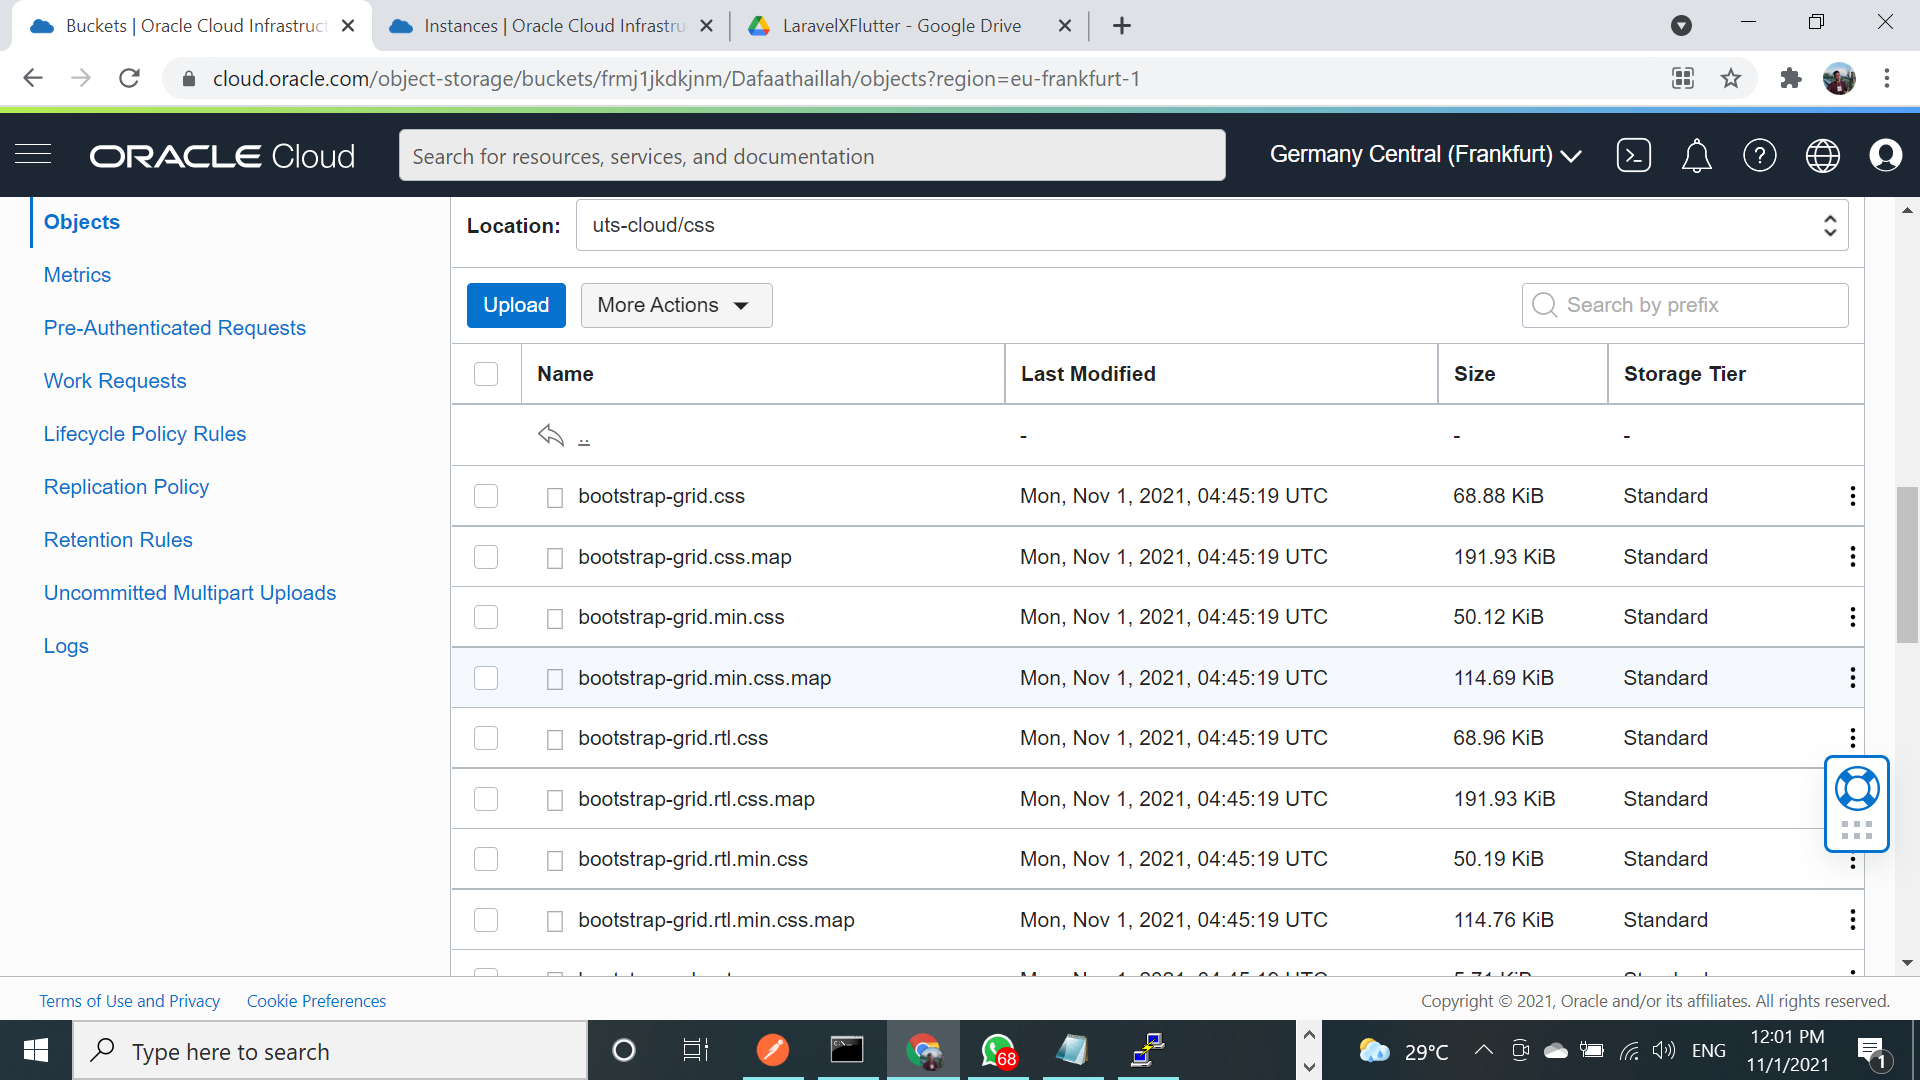 Buckets | Oracle Cloud Infrastruct
Instances | Oracle Cloud Infrastru
LaravelXFlutter - Google Drive
cloud.oracle.com/object-storage/buckets/frmj1jkdkjnm/Dafaathaillah/objects?region=eu-frankfurt-1
ORACLE Cloud
Search for resources, services, and documentation
Germany Central (Frankfurt)
Objects
Metrics
Pre-Authenticated Requests
Work Requests
Lifecycle Policy Rules
Replication Policy
Retention Rules
Uncommitted Multipart Uploads
Logs
Location: uts-cloud/css
Upload More Actions Search by prefix
Name Last Modified Size Storage Tier
.. - - -
bootstrap-grid.css Mon, Nov 1, 2021, 04:45:19 UTC 68.88 KiB Standard
bootstrap-grid.css.map Mon, Nov 1, 2021, 04:45:19 UTC 191.93 KiB Standard
bootstrap-grid.min.css Mon, Nov 1, 2021, 04:45:19 UTC 50.12 KiB Standard
bootstrap-grid.min.css.map Mon, Nov 1, 2021, 04:45:19 UTC 114.69 KiB Standard
bootstrap-grid.rtl.css Mon, Nov 1, 2021, 04:45:19 UTC 68.96 KiB Standard
bootstrap-grid.rtl.css.map Mon, Nov 1, 2021, 04:45:19 UTC 191.93 KiB Standard
bootstrap-grid.rtl.min.css Mon, Nov 1, 2021, 04:45:19 UTC 50.19 KiB Standard
bootstrap-grid.rtl.min.css.map Mon, Nov 1, 2021, 04:45:19 UTC 114.76 KiB Standard
Terms of Use and Privacy Cookie Preferences
Copyright © 2021, Oracle and/or its affiliates. All rights reserved.
Type here to search
68
29°C
ENG
12:01 PM
11/1/2021
1